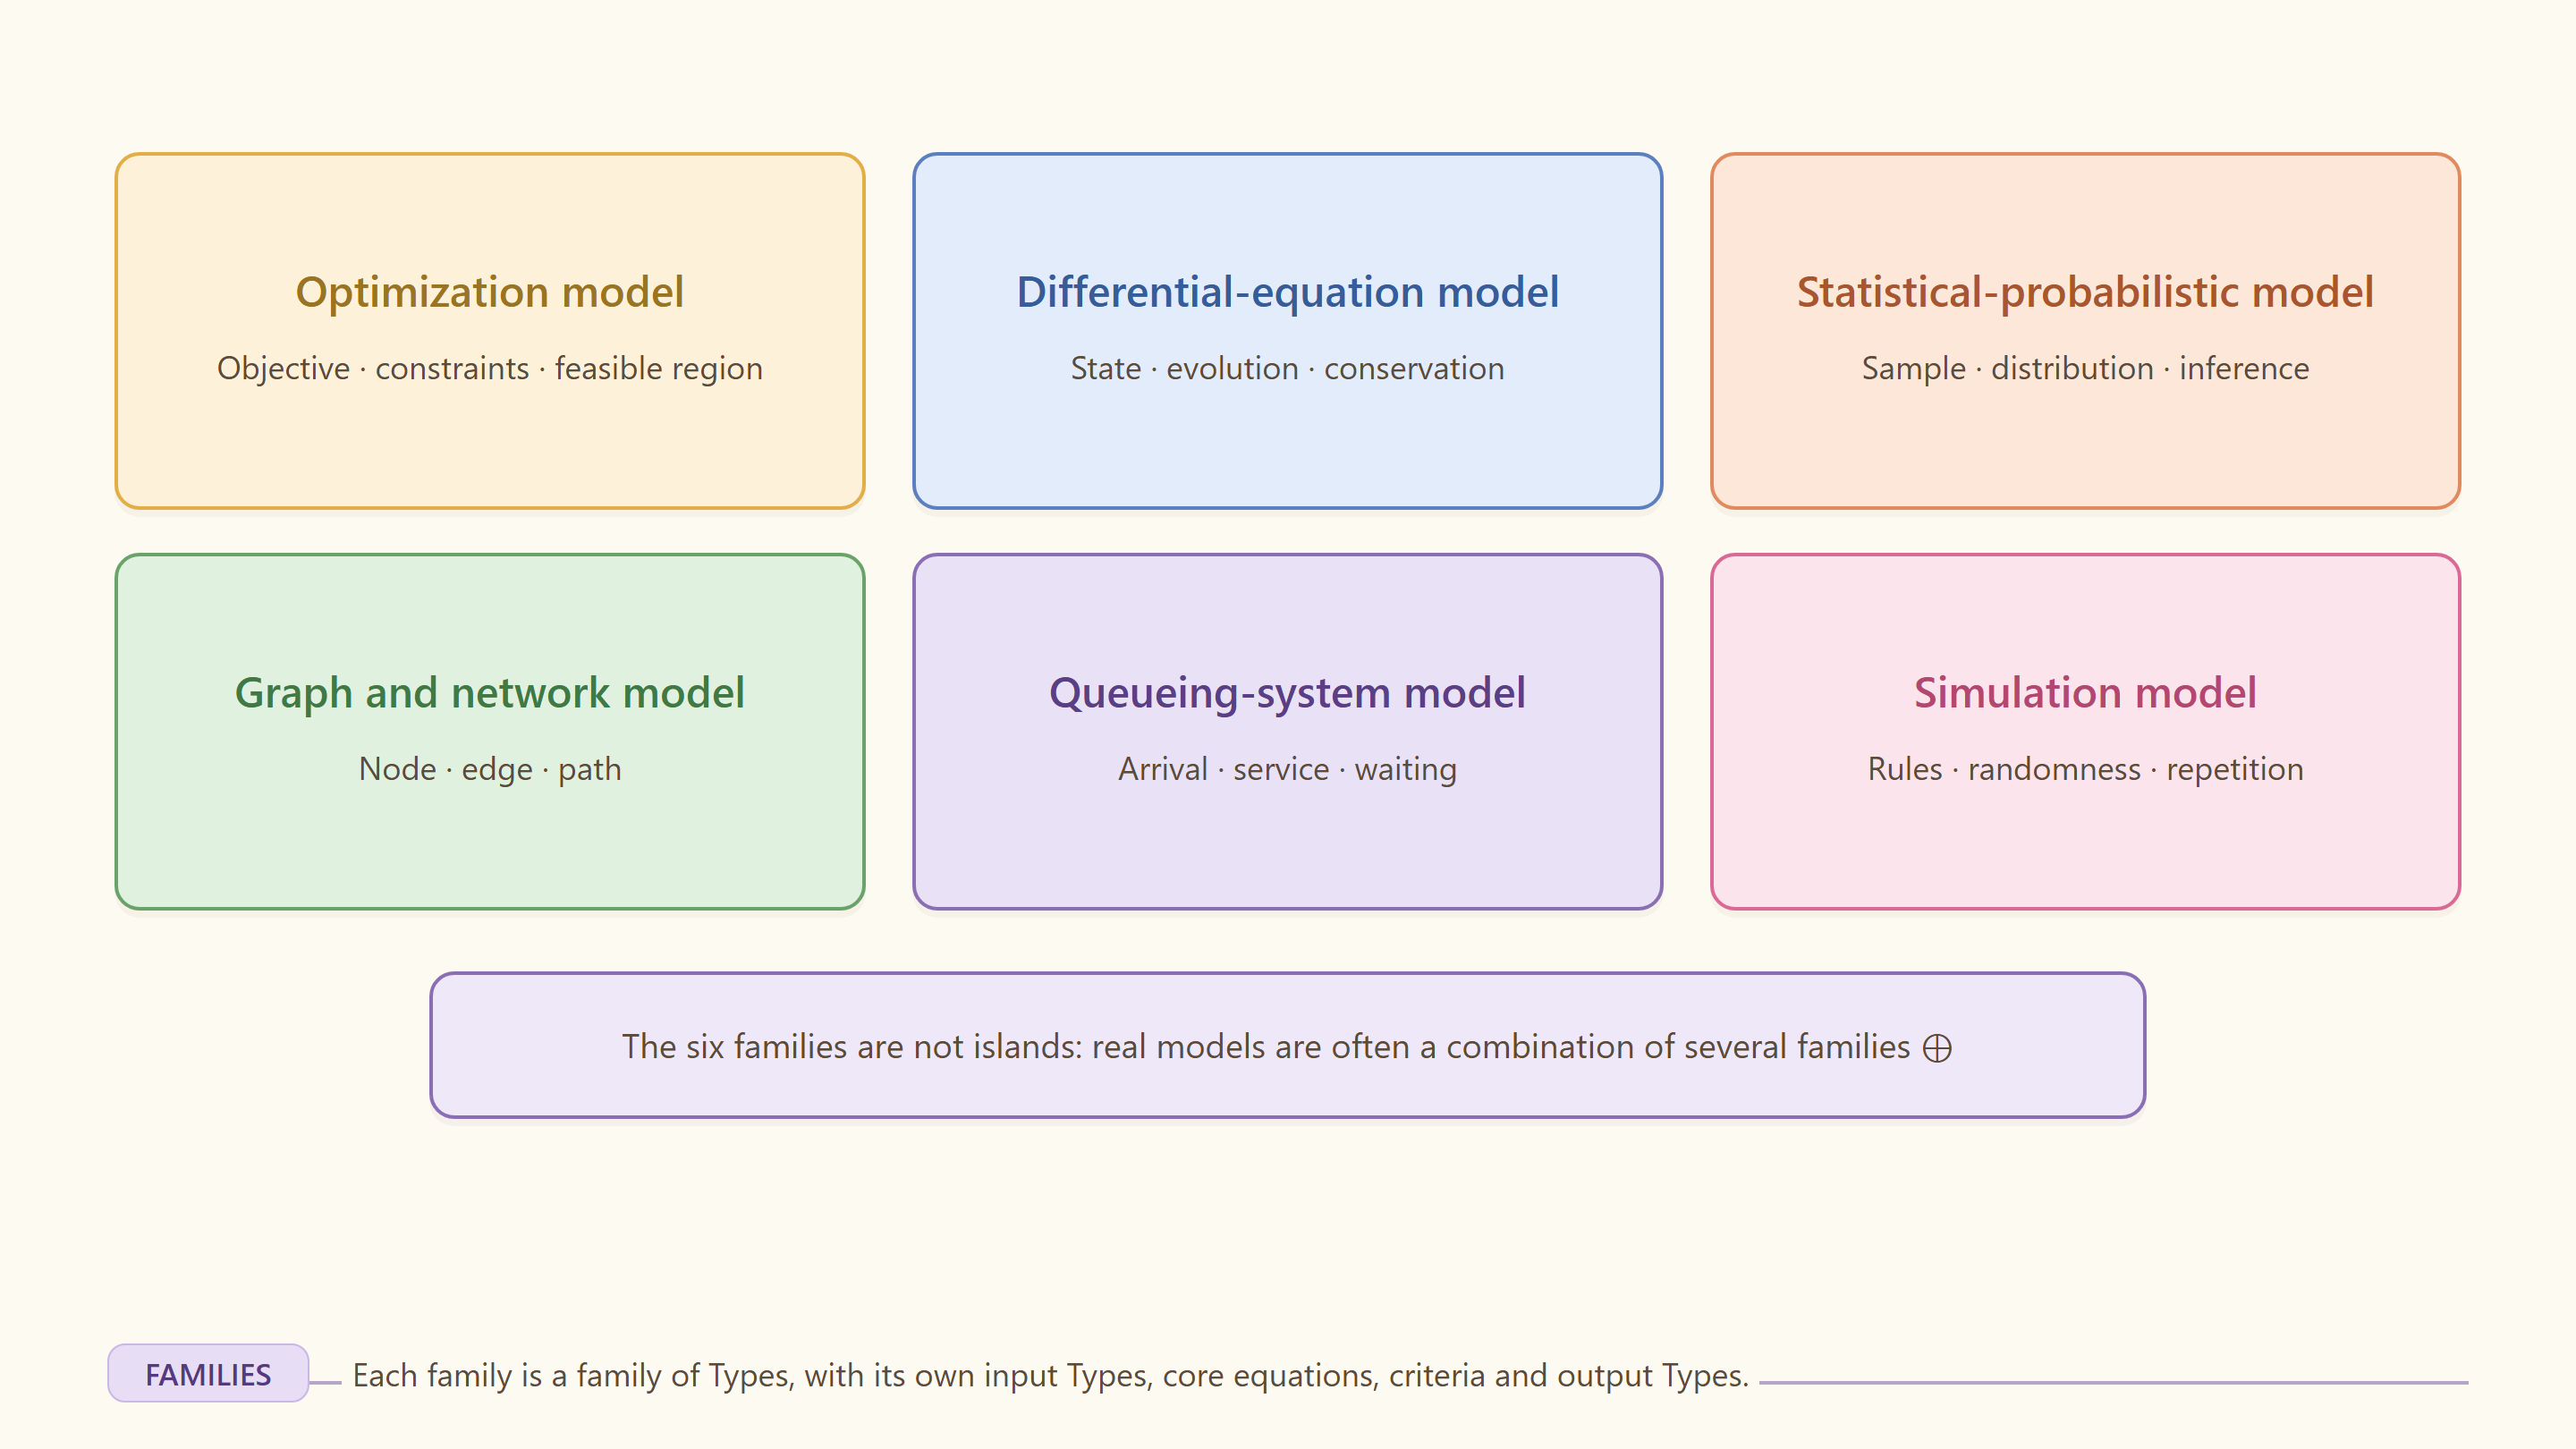 Optimization model
Objective · constraints · feasible region
Differential-equation model
State · evolution · conservation
Statistical-probabilistic model
Sample · distribution · inference
Graph and network model
Node · edge · path
Queueing-system model
Arrival · service · waiting
Simulation model
Rules · randomness · repetition
The six families are not islands: real models are often a combination of several families ⊕
FAMILIES
Each family is a family of Types, with its own input Types, core equations, criteria and output Types.